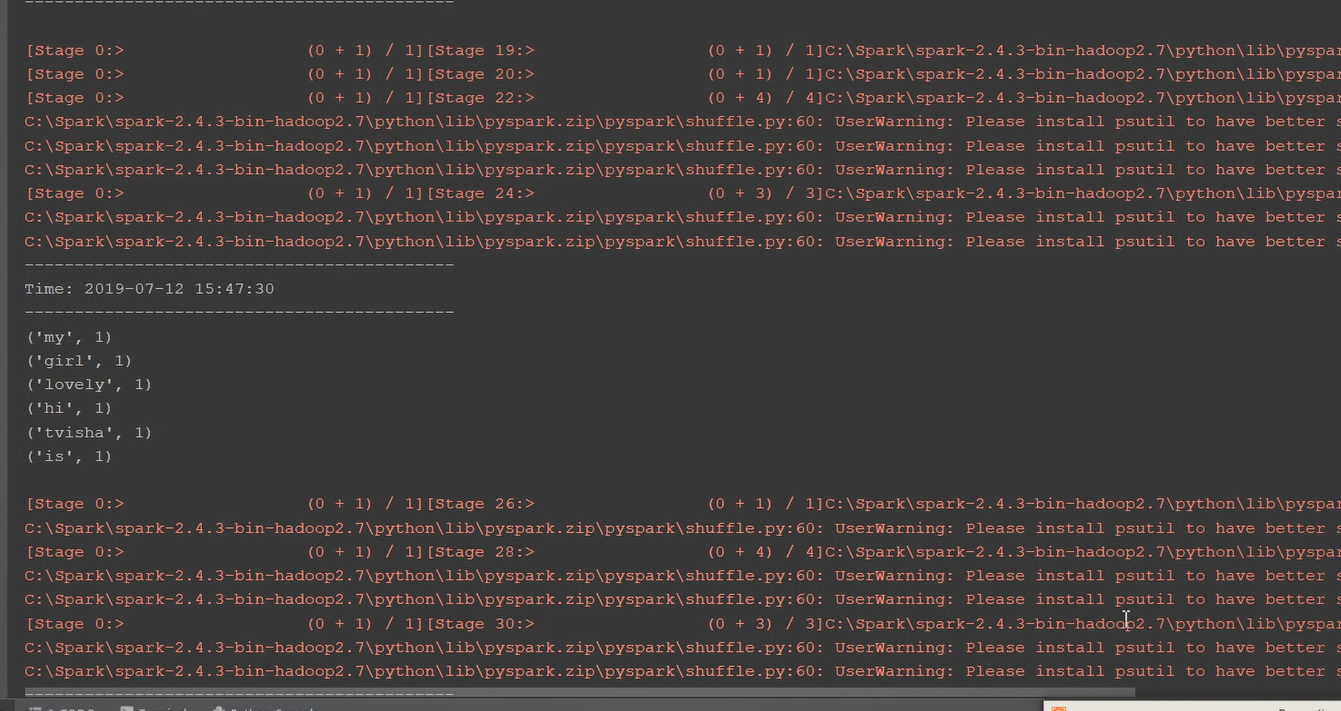 -------------------------------------------
[Stage 0:> (0 + 1) / 1][Stage 19:> (0 + 1) / 1]C:\Spark\spark-2.4.3-bin-hadoop2.7\python\lib\pyspar
[Stage 0:> (0 + 1) / 1][Stage 20:> (0 + 1) / 1]C:\Spark\spark-2.4.3-bin-hadoop2.7\python\lib\pyspar
[Stage 0:> (0 + 1) / 1][Stage 22:> (0 + 4) / 4]C:\Spark\spark-2.4.3-bin-hadoop2.7\python\lib\pyspar
C:\Spark\spark-2.4.3-bin-hadoop2.7\python\lib\pyspark.zip\pyspark\shuffle.py:60: UserWarning: Please install psutil to have better s
C:\Spark\spark-2.4.3-bin-hadoop2.7\python\lib\pyspark.zip\pyspark\shuffle.py:60: UserWarning: Please install psutil to have better s
C:\Spark\spark-2.4.3-bin-hadoop2.7\python\lib\pyspark.zip\pyspark\shuffle.py:60: UserWarning: Please install psutil to have better s
[Stage 0:> (0 + 1) / 1][Stage 24:> (0 + 3) / 3]C:\Spark\spark-2.4.3-bin-hadoop2.7\python\lib\pyspar
C:\Spark\spark-2.4.3-bin-hadoop2.7\python\lib\pyspark.zip\pyspark\shuffle.py:60: UserWarning: Please install psutil to have better s
C:\Spark\spark-2.4.3-bin-hadoop2.7\python\lib\pyspark.zip\pyspark\shuffle.py:60: UserWarning: Please install psutil to have better s
-------------------------------------------
Time: 2019-07-12 15:47:30
-------------------------------------------
('my', 1)
('girl', 1)
('lovely', 1)
('hi', 1)
('tvisha', 1)
('is', 1)
[Stage 0:> (0 + 1) / 1][Stage 26:> (0 + 1) / 1]C:\Spark\spark-2.4.3-bin-hadoop2.7\python\lib\pyspar
C:\Spark\spark-2.4.3-bin-hadoop2.7\python\lib\pyspark.zip\pyspark\shuffle.py:60: UserWarning: Please install psutil to have better s
[Stage 0:> (0 + 1) / 1][Stage 28:> (0 + 4) / 4]C:\Spark\spark-2.4.3-bin-hadoop2.7\python\lib\pyspar
C:\Spark\spark-2.4.3-bin-hadoop2.7\python\lib\pyspark.zip\pyspark\shuffle.py:60: UserWarning: Please install psutil to have better s
C:\Spark\spark-2.4.3-bin-hadoop2.7\python\lib\pyspark.zip\pyspark\shuffle.py:60: UserWarning: Please install psutil to have better s
[Stage 0:> (0 + 1) / 1][Stage 30:> (0 + 3) / 3]C:\Spark\spark-2.4.3-bin-hadoop2.7\python\lib\pyspar
C:\Spark\spark-2.4.3-bin-hadoop2.7\python\lib\pyspark.zip\pyspark\shuffle.py:60: UserWarning: Please install psutil to have better s
C:\Spark\spark-2.4.3-bin-hadoop2.7\python\lib\pyspark.zip\pyspark\shuffle.py:60: UserWarning: Please install psutil to have better s
-------------------------------------------